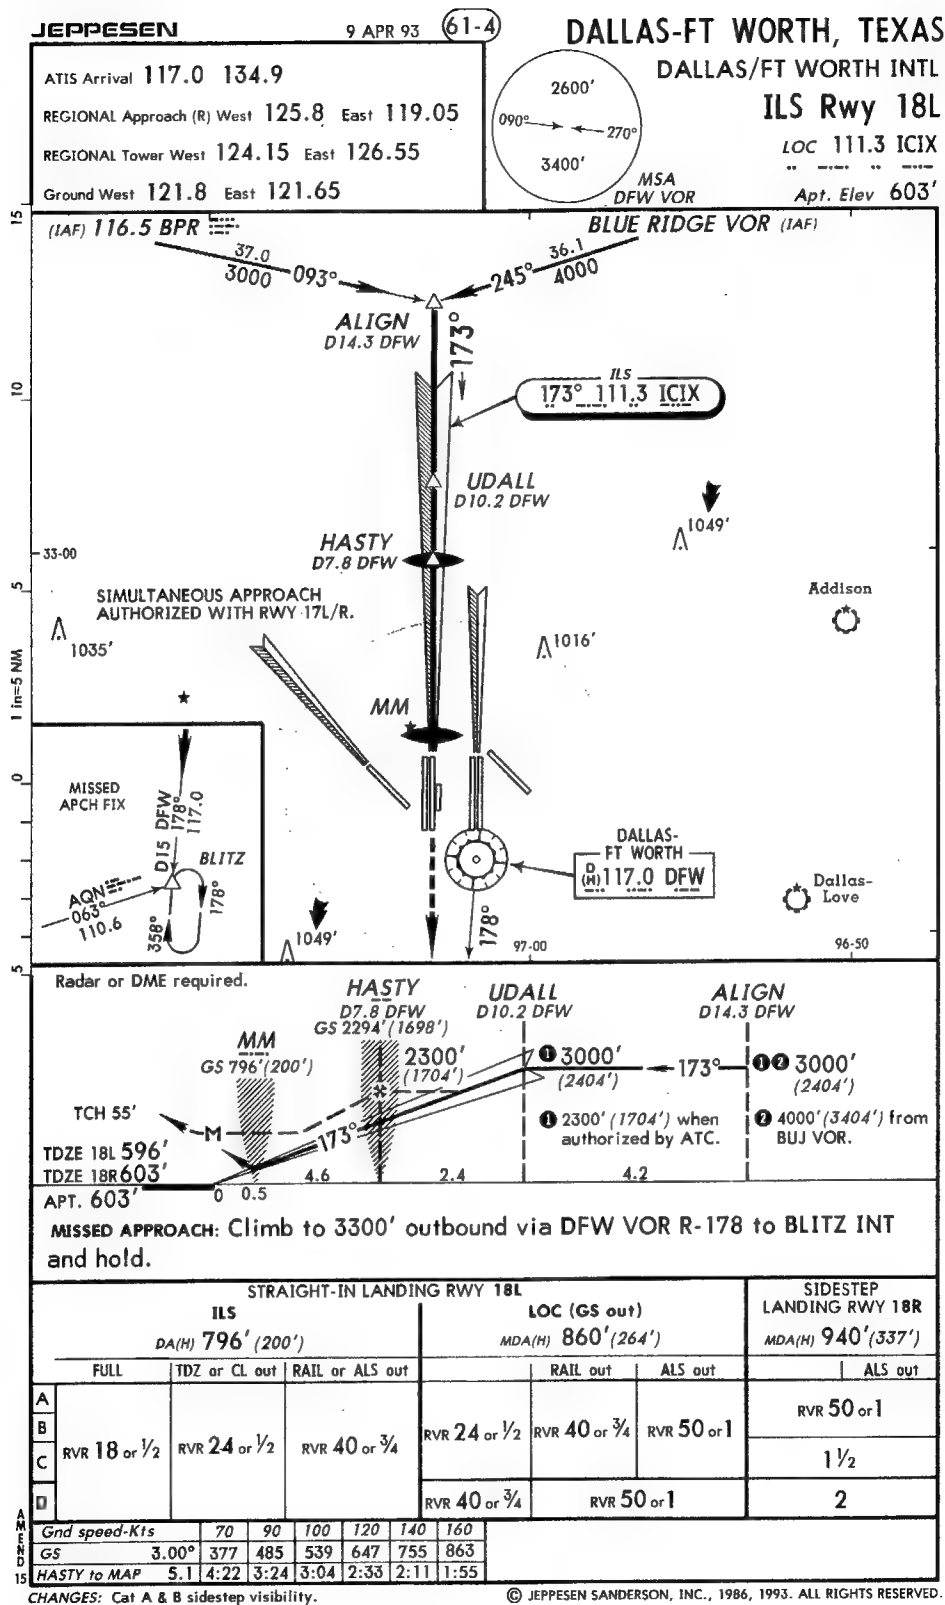 JEPPESEN 9 APR 93 61-4 DALLAS-FT WORTH, TEXAS
DALLAS/FT WORTH INTL
ILS Rwy 18L
LOC 111.3 ICIX
Apt. Elev 603'
ATIS Arrival 117.0 134.9
REGIONAL Approach (R) West 125.8 East 119.05
REGIONAL Tower West 124.15 East 126.55
Ground West 121.8 East 121.65
2600'
090° 270°
3400'
MSA
DFW VOR
15
(IAF) 116.5 BPR
BLUE RIDGE VOR (IAF)
37.0
3000 093°
36.1
245° 4000
ALIGN
D14.3 DFW
173°
ILS
173° 111.3 ICIX
10
UDALL
D10.2 DFW
1049'
HASTY
D7.8 DFW
33-00
5
SIMULTANEOUS APPROACH
AUTHORIZED WITH RWY 17L/R.
Addison
1035'
1016'
1 in=5 NM
MM
0
MISSED
APCH FIX
D15 DFW
178°
117.0
BLITZ
AQN
063°
110.6
358°
178°
DALLAS-
FT WORTH
D
(H) 117.0 DFW
Dallas-
Love
1049'
178°
97-00
96-50
5
Radar or DME required.
HASTY
D7.8 DFW
GS 2294' (1698')
UDALL
D10.2 DFW
ALIGN
D14.3 DFW
MM
GS 796' (200')
2300'
(1704')
1 3000'
(2404')
173°
1 2 3000'
(2404')
TCH 55'
M
173°
1 2300' (1704') when
authorized by ATC.
2 4000' (3404') from
BUJ VOR.
TDZE 18L 596'
TDZE 18R 603'
APT. 603'
0 0.5 4.6 2.4 4.2
MISSED APPROACH: Climb to 3300' outbound via DFW VOR R-178 to BLITZ INT
and hold.
STRAIGHT-IN LANDING RWY 18L
SIDESTEP
LANDING RWY 18R
ILS
DA(H) 796' (200')
LOC (GS out)
MDA(H) 860' (264')
MDA(H) 940' (337')
FULL TDZ or CL out RAIL or ALS out RAIL out ALS out ALS out
A
B
C
D
RVR 18 or 1/2 RVR 24 or 1/2 RVR 40 or 3/4 RVR 24 or 1/2 RVR 40 or 3/4 RVR 50 or 1
RVR 50 or 1
1 1/2
RVR 40 or 3/4 RVR 50 or 1 2
Gnd speed-Kts 70 90 100 120 140 160
GS 3.00° 377 485 539 647 755 863
HASTY to MAP 5.1 4:22 3:24 3:04 2:33 2:11 1:55
AMEND 15
CHANGES: Cat A & B sidestep visibility.
© JEPPESEN SANDERSON, INC., 1986, 1993. ALL RIGHTS RESERVED.